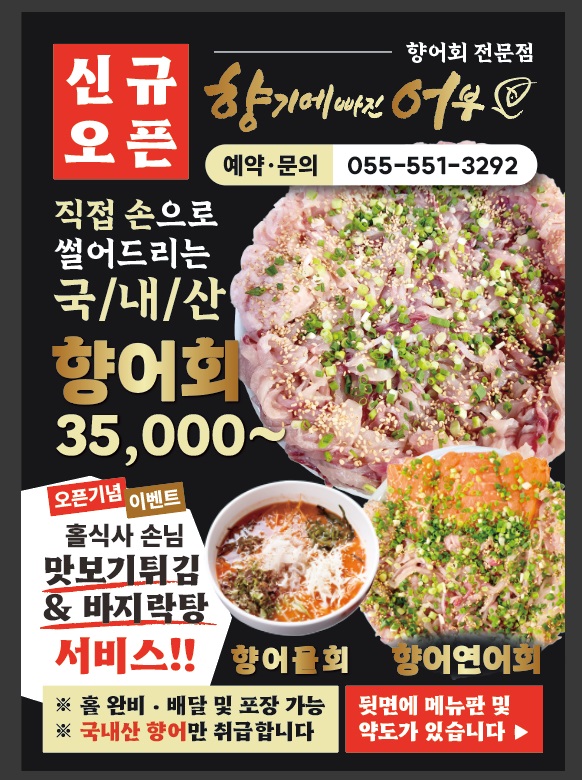 신규
오픈
향어회 전문점
향기에 빠진 어부
예약·문의 055-551-3292
직접 손으로
썰어드리는
국/내/산
향어회
35,000~
오픈기념 이벤트
홀식사 손님
맛보기튀김
& 바지락탕
서비스!!
향어물회
향어연어회
※ 홀 완비 · 배달 및 포장 가능
※ 국내산 향어만 취급합니다
뒷면에 메뉴판 및
약도가 있습니다 ▶